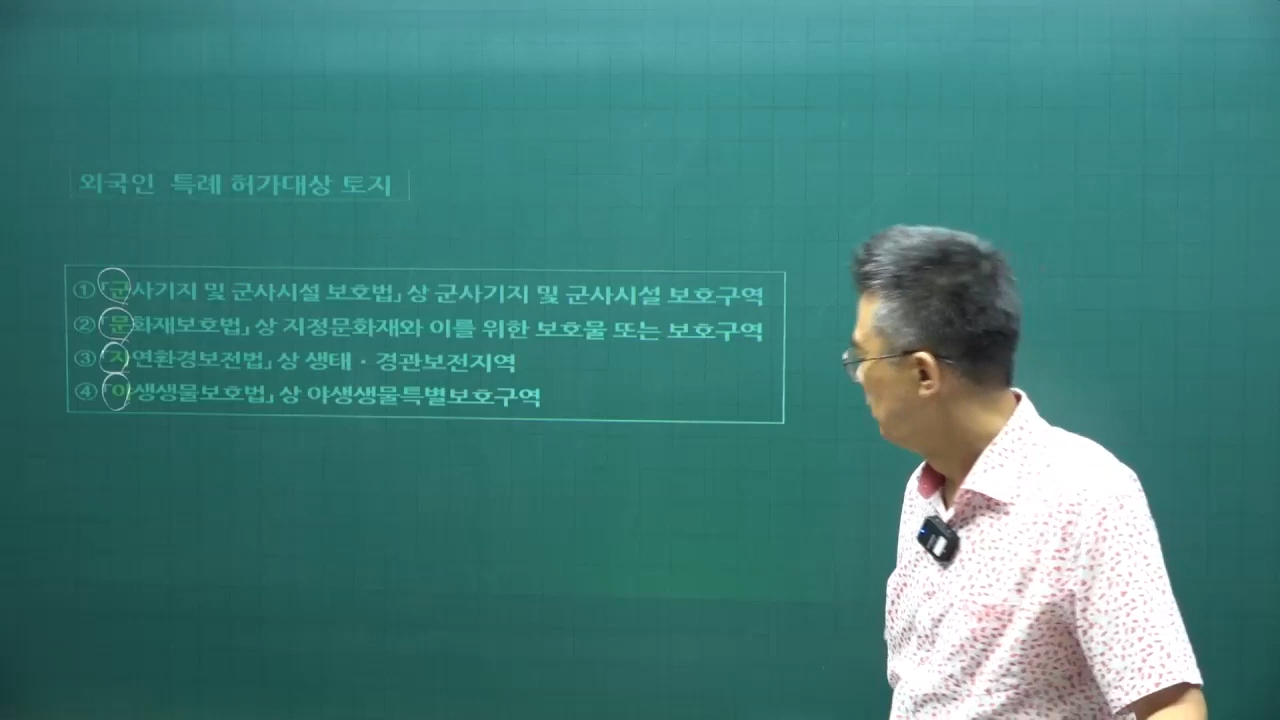 외국인 특례 허가대상 토지
① 「군사기지 및 군사시설 보호법」 상 군사기지 및 군사시설 보호구역
② 「문화재보호법」 상 지정문화재와 이를 위한 보호물 또는 보호구역
③ 「자연환경보전법」 상 생태 · 경관보전지역
④ 「야생생물보호법」 상 야생생물특별보호구역